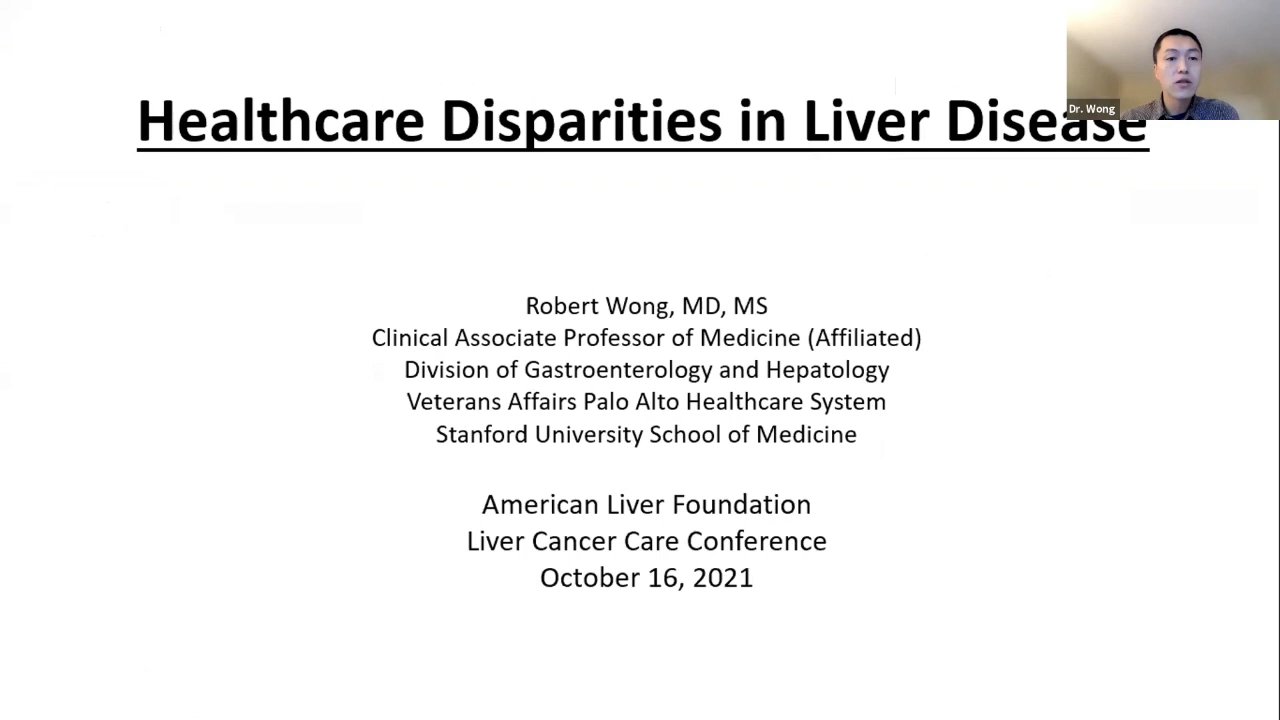 Healthcare Disparities in Liver Disease
Dr. Wong
Robert Wong, MD, MS
Clinical Associate Professor of Medicine (Affiliated)
Division of Gastroenterology and Hepatology
Veterans Affairs Palo Alto Healthcare System
Stanford University School of Medicine
American Liver Foundation
Liver Cancer Care Conference
October 16, 2021